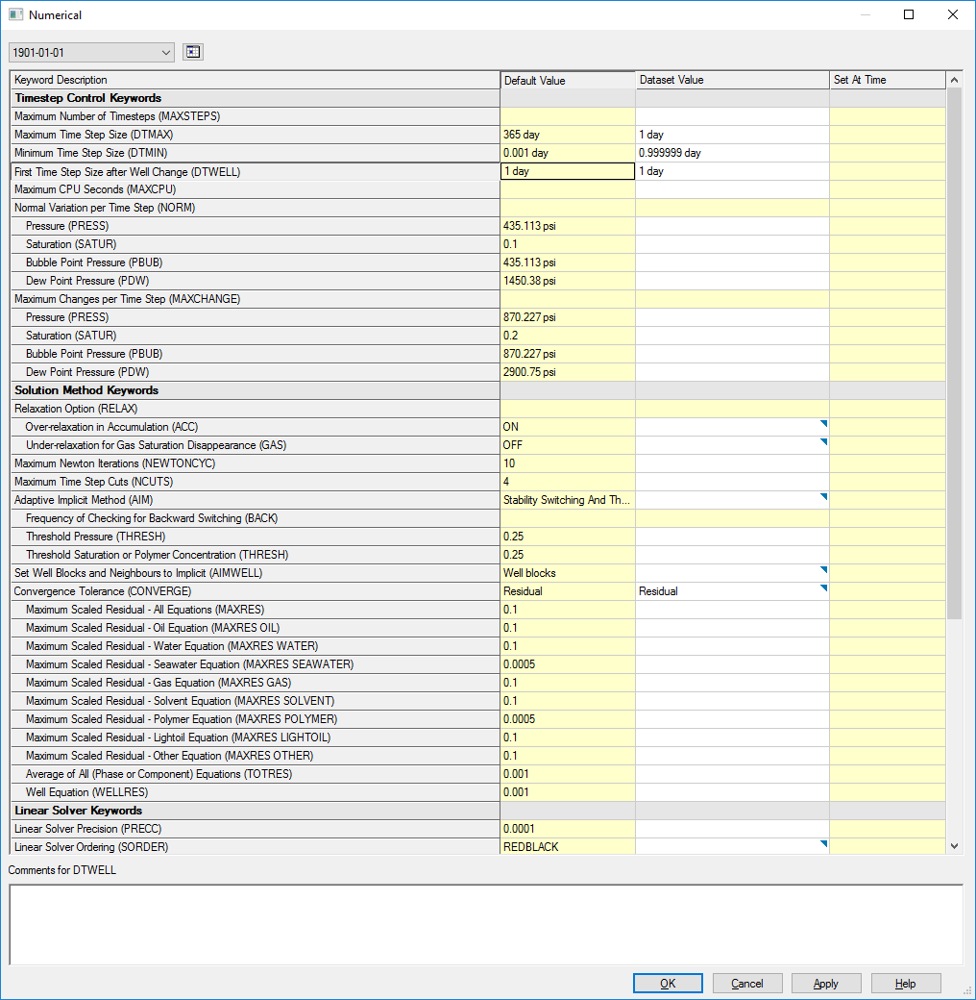 Numerical
1901-01-01
Keyword Description Default Value Dataset Value Set At Time
Timestep Control Keywords
Maximum Number of Timesteps (MAXSTEPS)
Maximum Time Step Size (DTMAX) 365 day 1 day
Minimum Time Step Size (DTMIN) 0.001 day 0.999999 day
First Time Step Size after Well Change (DTWELL) 1 day 1 day
Maximum CPU Seconds (MAXCPU)
Normal Variation per Time Step (NORM)
Pressure (PRESS) 435.113 psi
Saturation (SATUR) 0.1
Bubble Point Pressure (PBUB) 435.113 psi
Dew Point Pressure (PDW) 1450.38 psi
Maximum Changes per Time Step (MAXCHANGE)
Pressure (PRESS) 870.227 psi
Saturation (SATUR) 0.2
Bubble Point Pressure (PBUB) 870.227 psi
Dew Point Pressure (PDW) 2900.75 psi
Solution Method Keywords
Relaxation Option (RELAX)
Over-relaxation in Accumulation (ACC) ON
Under-relaxation for Gas Saturation Disappearance (GAS) OFF
Maximum Newton Iterations (NEWTONCYC) 10
Maximum Time Step Cuts (NCUTS) 4
Adaptive Implicit Method (AIM) Stability Switching And Th...
Frequency of Checking for Backward Switching (BACK)
Threshold Pressure (THRESH) 0.25
Threshold Saturation or Polymer Concentration (THRESH) 0.25
Set Well Blocks and Neighbours to Implicit (AIMWELL) Well blocks
Convergence Tolerance (CONVERGE) Residual Residual
Maximum Scaled Residual - All Equations (MAXRES) 0.1
Maximum Scaled Residual - Oil Equation (MAXRES OIL) 0.1
Maximum Scaled Residual - Water Equation (MAXRES WATER) 0.1
Maximum Scaled Residual - Seawater Equation (MAXRES SEAWATER) 0.0005
Maximum Scaled Residual - Gas Equation (MAXRES GAS) 0.1
Maximum Scaled Residual - Solvent Equation (MAXRES SOLVENT) 0.1
Maximum Scaled Residual - Polymer Equation (MAXRES POLYMER) 0.0005
Maximum Scaled Residual - Lightoil Equation (MAXRES LIGHTOIL) 0.1
Maximum Scaled Residual - Other Equation (MAXRES OTHER) 0.1
Average of All (Phase or Component) Equations (TOTRES) 0.001
Well Equation (WELLRES) 0.001
Linear Solver Keywords
Linear Solver Precision (PRECC) 0.0001
Linear Solver Ordering (SORDER) REDBLACK
Comments for DTWELL
OK Cancel Apply Help